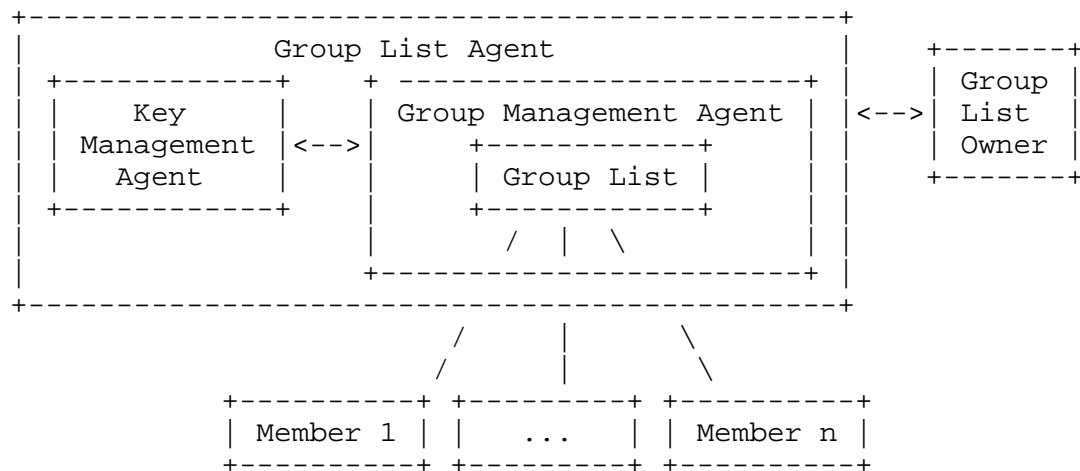 Group List Agent
Key Management Agent
Group Management Agent
Group List
Group List Owner
Member 1
...
Member n